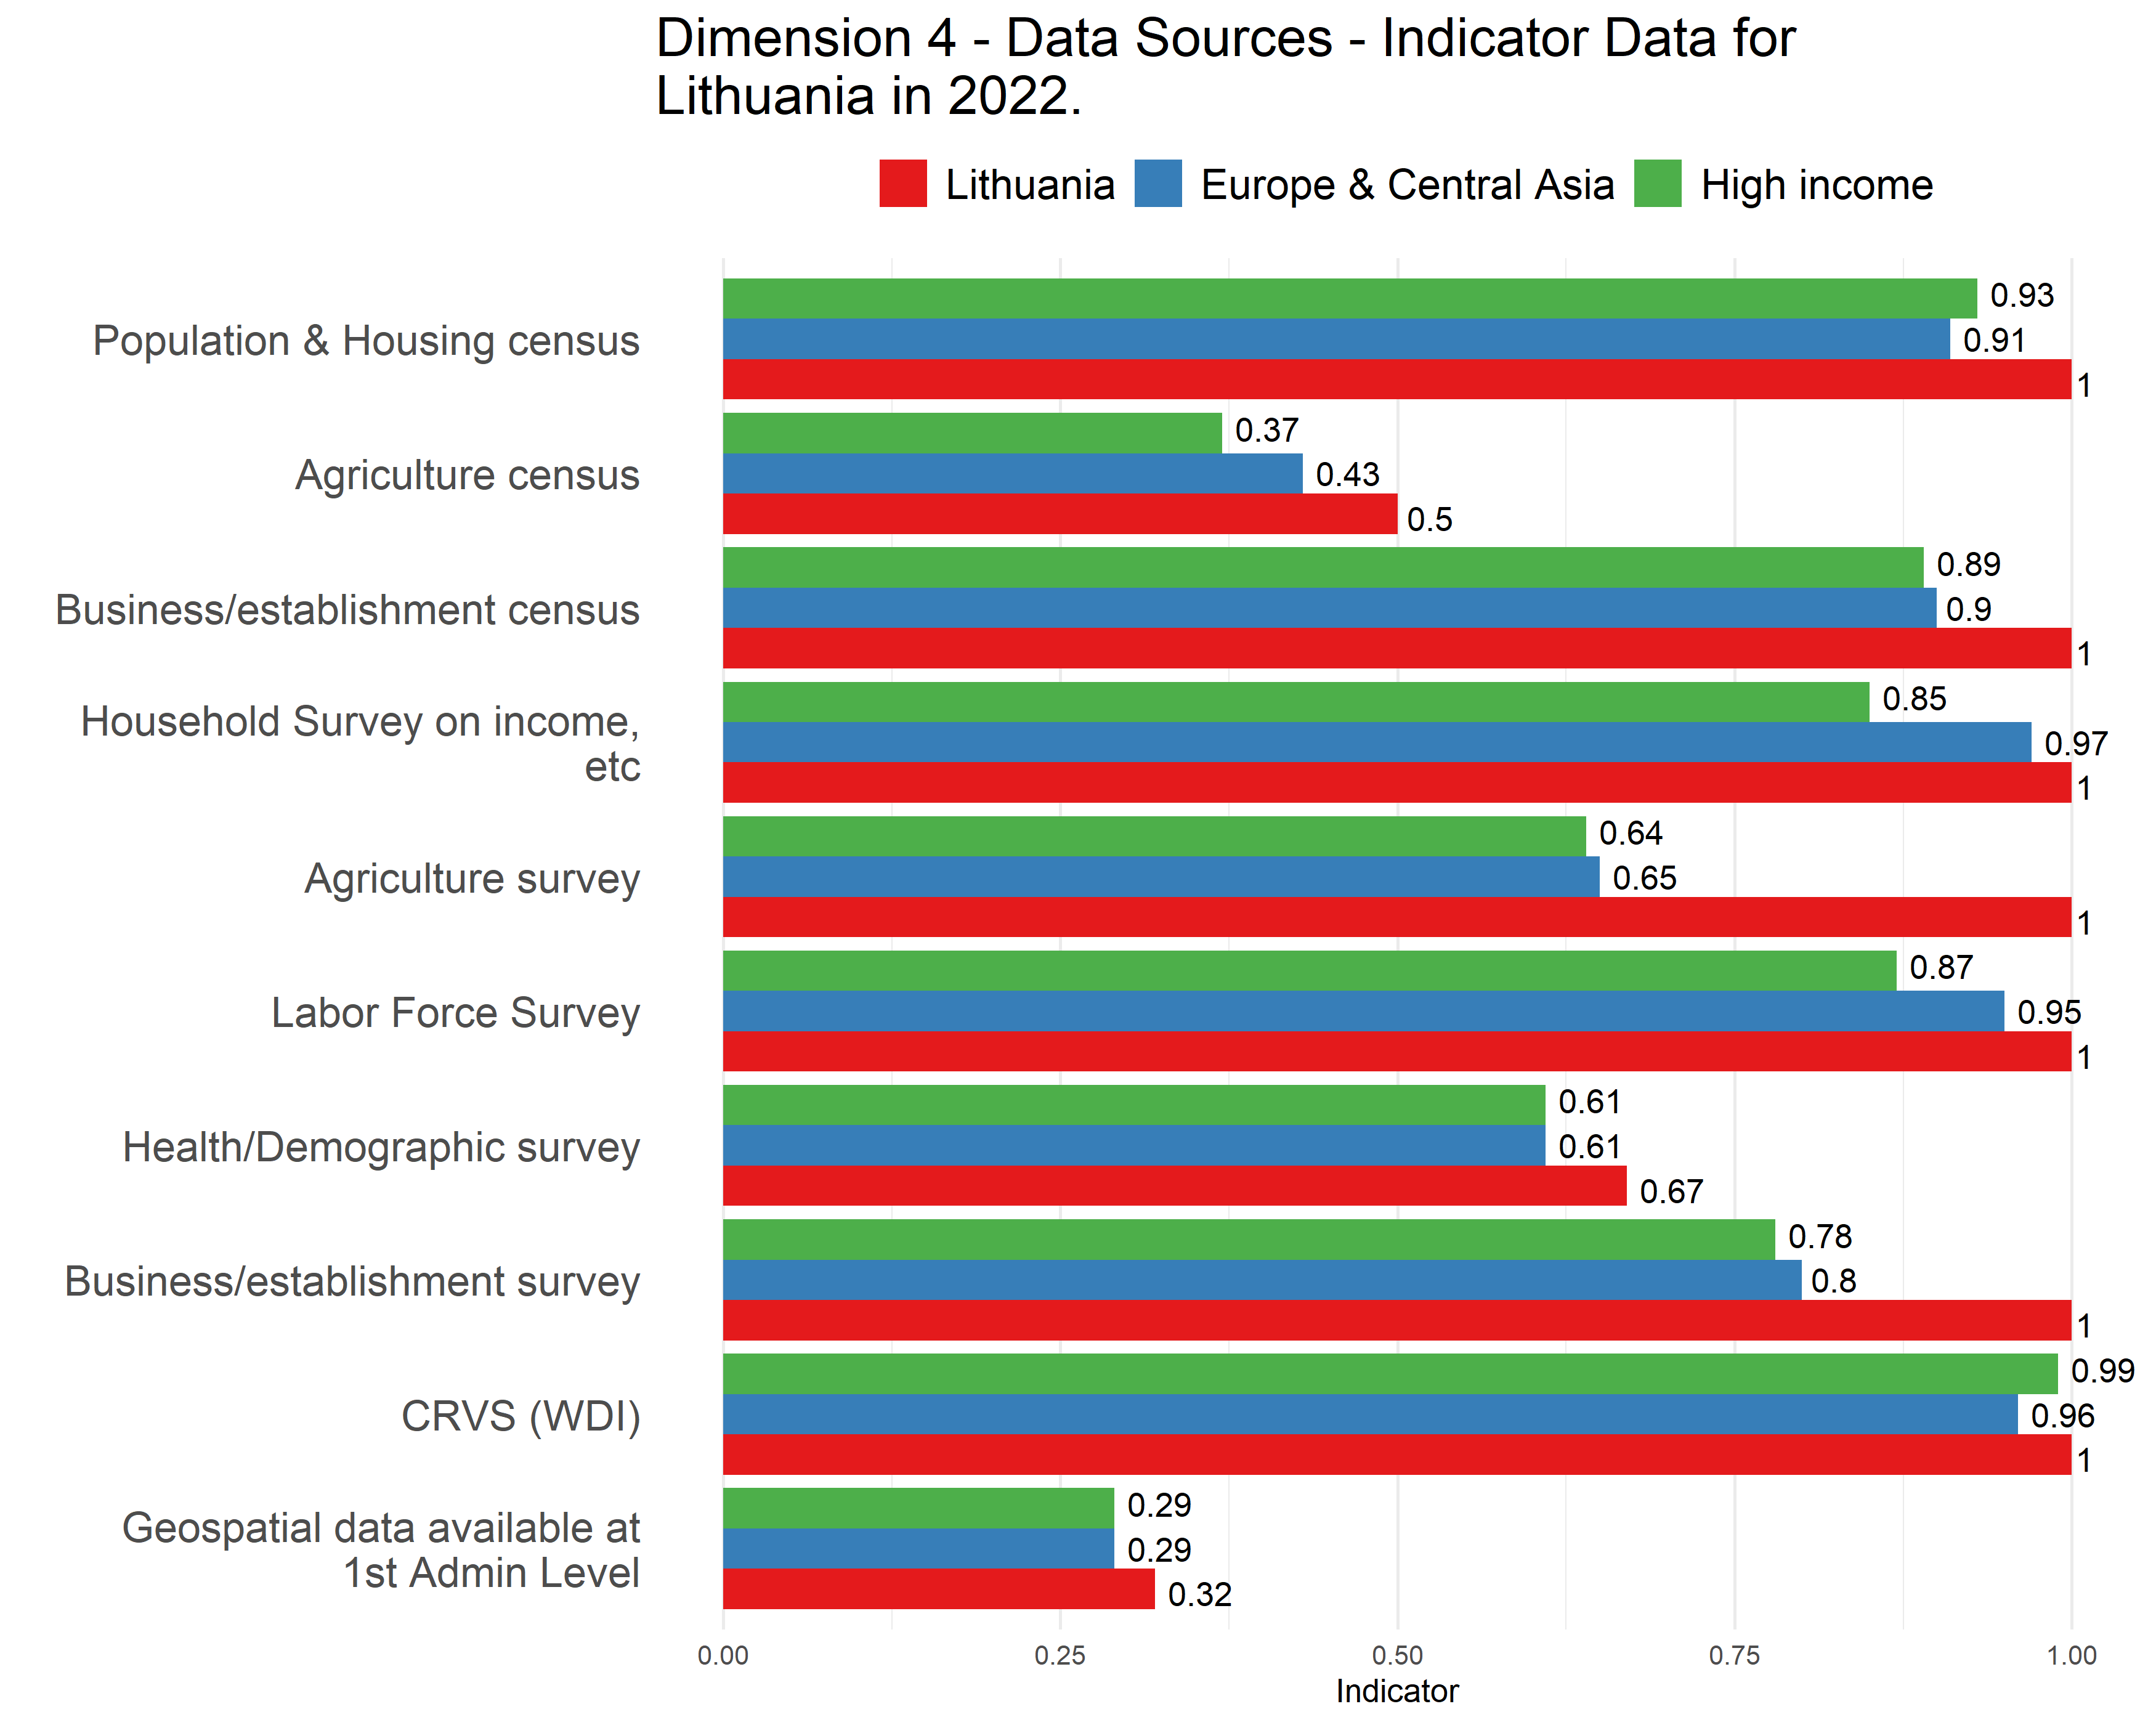 Dimension 4 - Data Sources - Indicator Data for
Lithuania in 2022.
Lithuania Europe & Central Asia High income
Population & Housing census
0.93
0.91
1
Agriculture census
0.37
0.43
0.5
Business/establishment census
0.89
0.9
1
Household Survey on income,
etc
0.85
0.97
1
Agriculture survey
0.64
0.65
1
Labor Force Survey
0.87
0.95
1
Health/Demographic survey
0.61
0.61
0.67
Business/establishment survey
0.78
0.8
1
CRVS (WDI)
0.99
0.96
1
Geospatial data available at
1st Admin Level
0.29
0.29
0.32
0.00 0.25 0.50 0.75 1.00
Indicator